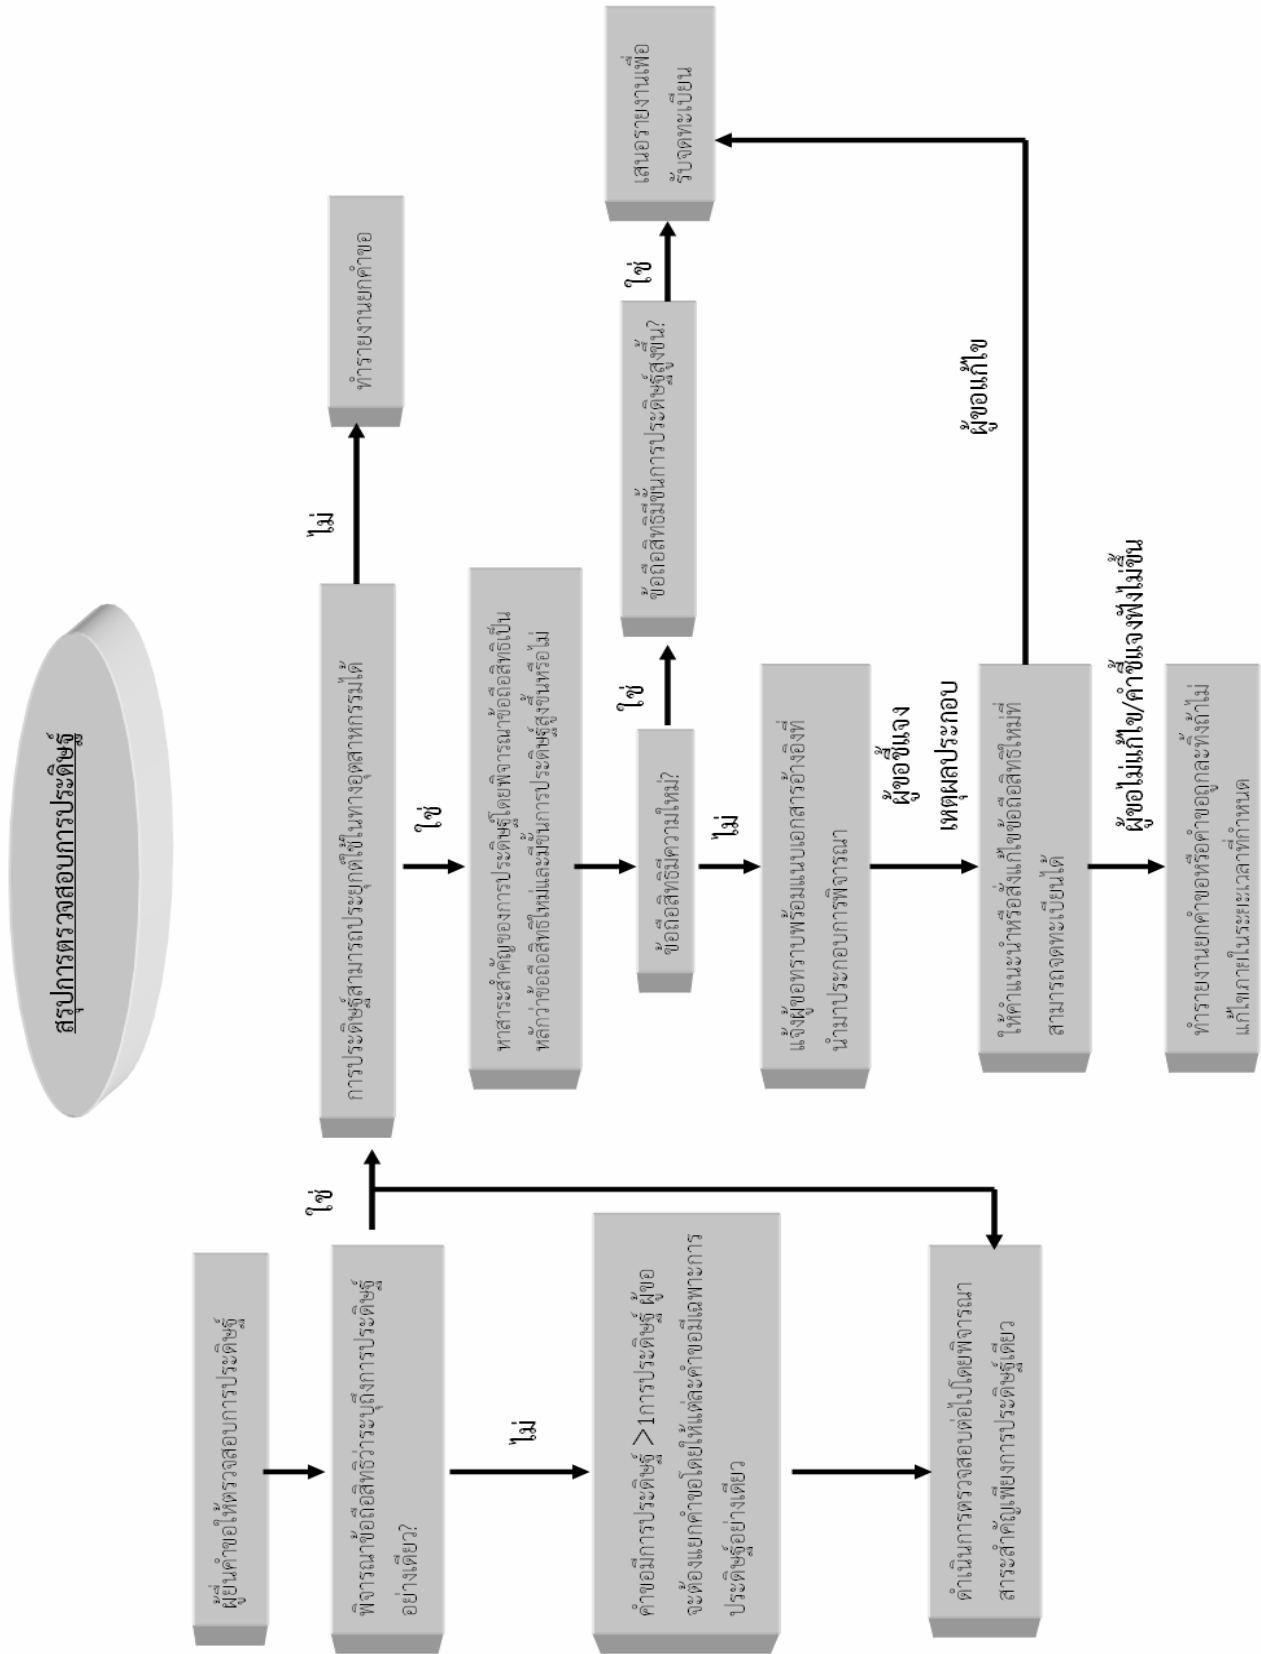 สรุปการตรวจสอบการประดิษฐ์
ผู้ยื่นคำขอให้ตรวจสอบการประดิษฐ์
พิจารณาข้อถือสิทธิว่าระบุถึงการประดิษฐ์
อย่างเดียว?
ใช่
ไม่
คำขอมีการประดิษฐ์ >1การประดิษฐ์ ผู้ขอ
จะต้องแยกคำขอโดยให้แต่ละคำขอมีเฉพาะการ
ประดิษฐ์อย่างเดียว
ดำเนินการตรวจสอบต่อไปโดยพิจารณา
สาระสำคัญเพียงการประดิษฐ์เดียว
การประดิษฐ์สามารถประยุกต์ใช้ในทางอุตสาหกรรมได้
ไม่
ทำรายงานยกคำขอ
ใช่
หาสาระสำคัญของการประดิษฐ์โดยพิจารณาข้อถือสิทธิเป็น
หลักว่าข้อถือสิทธิใหม่และมีขั้นการประดิษฐ์สูงขึ้นหรือไม่
ข้อถือสิทธิมีความใหม่?
ใช่
ข้อถือสิทธิมีขั้นการประดิษฐ์สูงขึ้น?
ใช่
เสนอรายงานเพื่อ
รับจดทะเบียน
ไม่
แจ้งผู้ขอทราบพร้อมแนบเอกสารอ้างอิงที่
นำมาประกอบการพิจารณา
ผู้ขอชี้แจง
เหตุผลประกอบ
ให้คำแนะนำหรือสั่งแก้ไขข้อถือสิทธิใหม่ที่
สามารถจดทะเบียนได้
ผู้ขอแก้ไข
ผู้ขอไม่แก้ไข/คำชี้แจงฟังไม่ขึ้น
ทำรายงานยกคำขอหรือคำขอถูกละทิ้งถ้าไม่
แก้ไขภายในระยะเวลาที่กำหนด